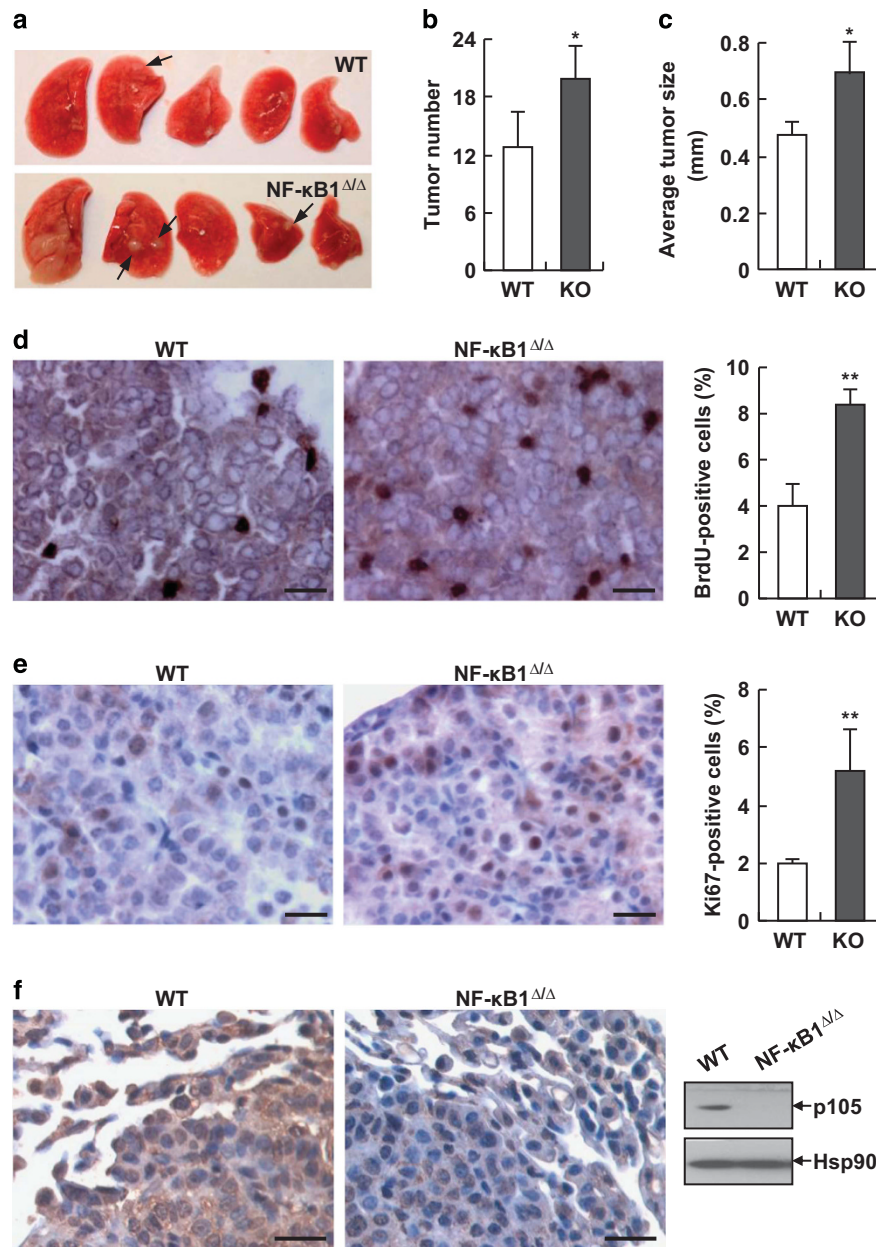 a
WT
NF-κB1Δ/Δ
b
Tumor number
24
18
12
6
0
*
WT KO
c
Average tumor size
(mm)
0.8
0.6
0.4
0.2
0
*
WT KO
d
WT
NF-κB1Δ/Δ
BrdU-positive cells (%)
10
8
6
4
2
0
**
WT KO
e
WT
NF-κB1Δ/Δ
Ki67-positive cells (%)
8
6
4
2
0
**
WT KO
f
WT
NF-κB1Δ/Δ
WT
NF-κB1Δ/Δ
p105
Hsp90